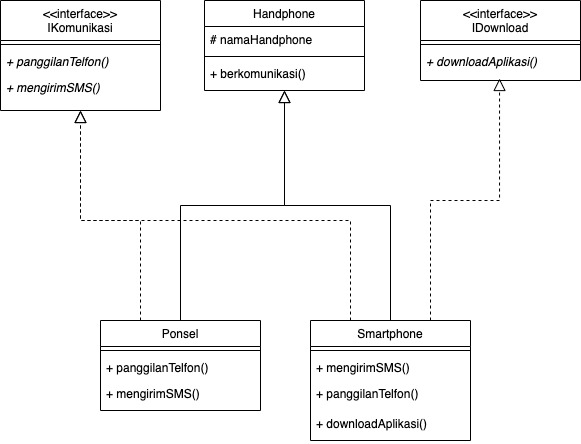 <<interface>>
IKomunikasi
+ panggilanTelfon()
+ mengirimSMS()
Handphone
# namaHandphone
+ berkomunikasi()
<<interface>>
IDownload
+ downloadAplikasi()
Ponsel
+ panggilanTelfon()
+ mengirimSMS()
Smartphone
+ mengirimSMS()
+ panggilanTelfon()
+ downloadAplikasi()